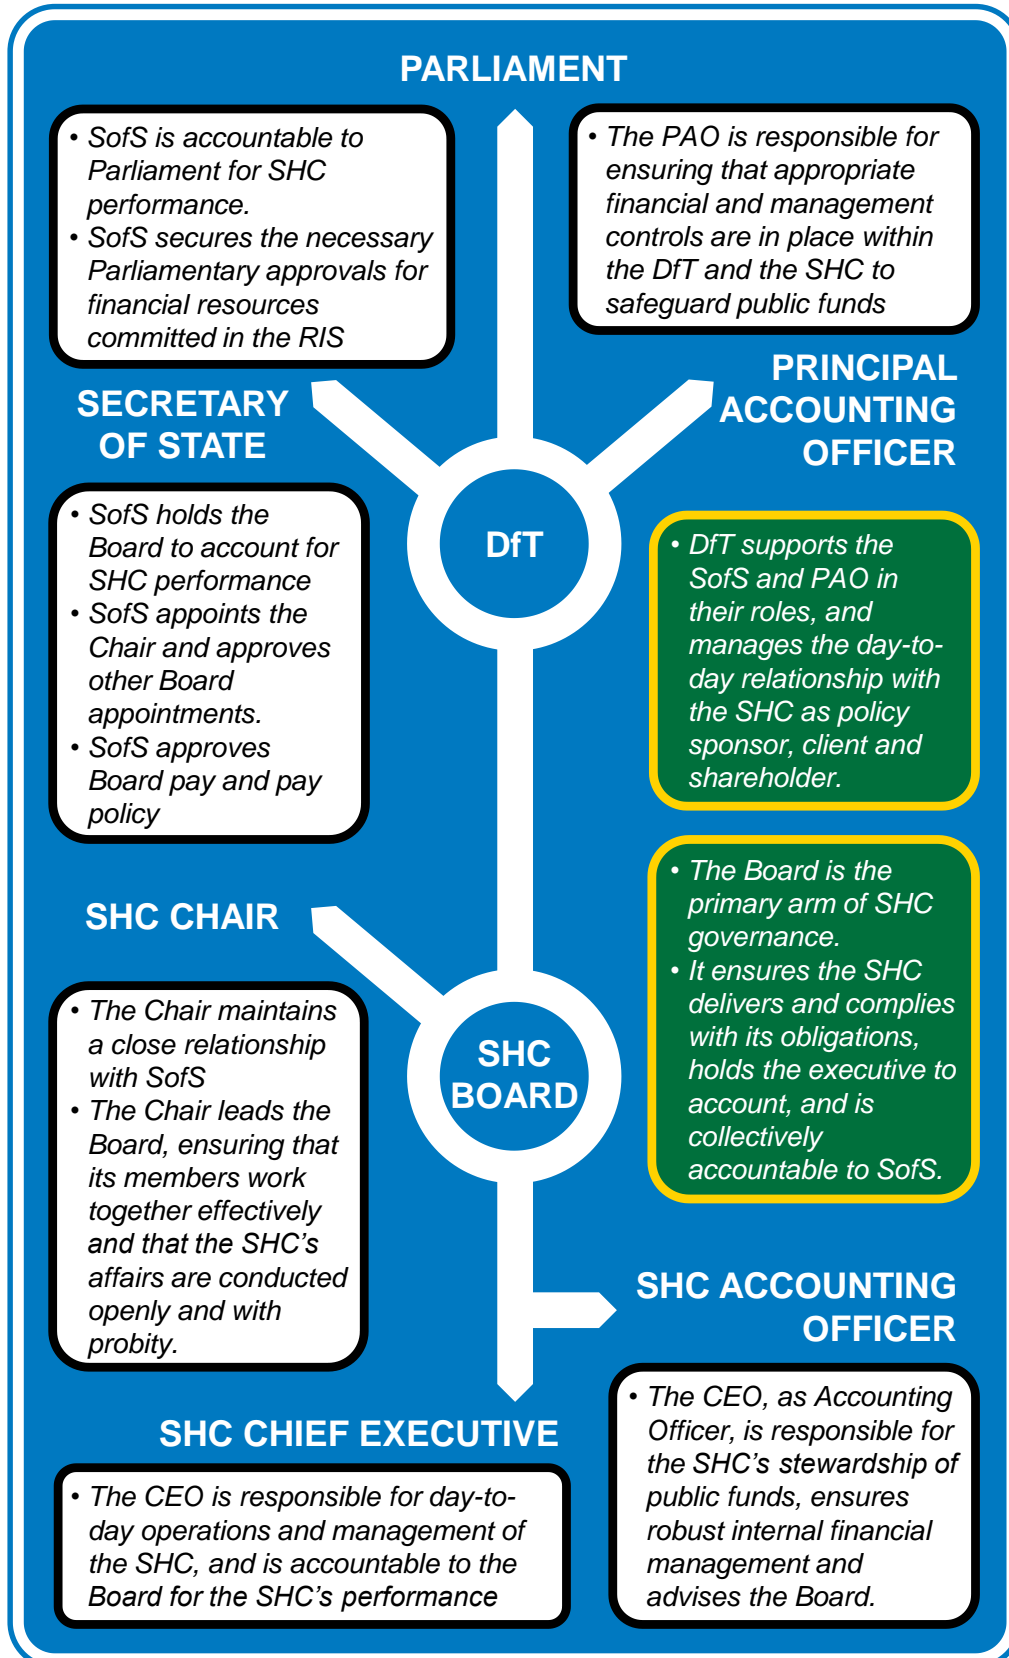 PARLIAMENT
• SofS is accountable to
Parliament for SHC
performance.
• SofS secures the necessary
Parliamentary approvals for
financial resources
committed in the RIS
• The PAO is responsible for
ensuring that appropriate
financial and management
controls are in place within
the DfT and the SHC to
safeguard public funds
SECRETARY
OF STATE
PRINCIPAL
ACCOUNTING
OFFICER
DfT
• SofS holds the
Board to account for
SHC performance
• SofS appoints the
Chair and approves
other Board
appointments.
• SofS approves
Board pay and pay
policy
• DfT supports the
SofS and PAO in
their roles, and
manages the day-to-
day relationship with
the SHC as policy
sponsor, client and
shareholder.
• The Board is the
primary arm of SHC
governance.
• It ensures the SHC
delivers and complies
with its obligations,
holds the executive to
account, and is
collectively
accountable to SofS.
SHC CHAIR
• The Chair maintains
a close relationship
with SofS
• The Chair leads the
Board, ensuring that
its members work
together effectively
and that the SHC's
affairs are conducted
openly and with
probity.
SHC
BOARD
SHC ACCOUNTING
OFFICER
• The CEO, as Accounting
Officer, is responsible for
the SHC's stewardship of
public funds, ensures
robust internal financial
management and
advises the Board.
SHC CHIEF EXECUTIVE
• The CEO is responsible for day-to-
day operations and management of
the SHC, and is accountable to the
Board for the SHC's performance